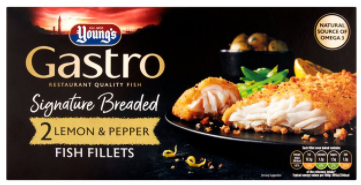 Young's
Gastro
RESTAURANT QUALITY FISH
Signature Breaded
2 LEMON & PEPPER
FISH FILLETS
NATURAL
SOURCE OF
OMEGA 3